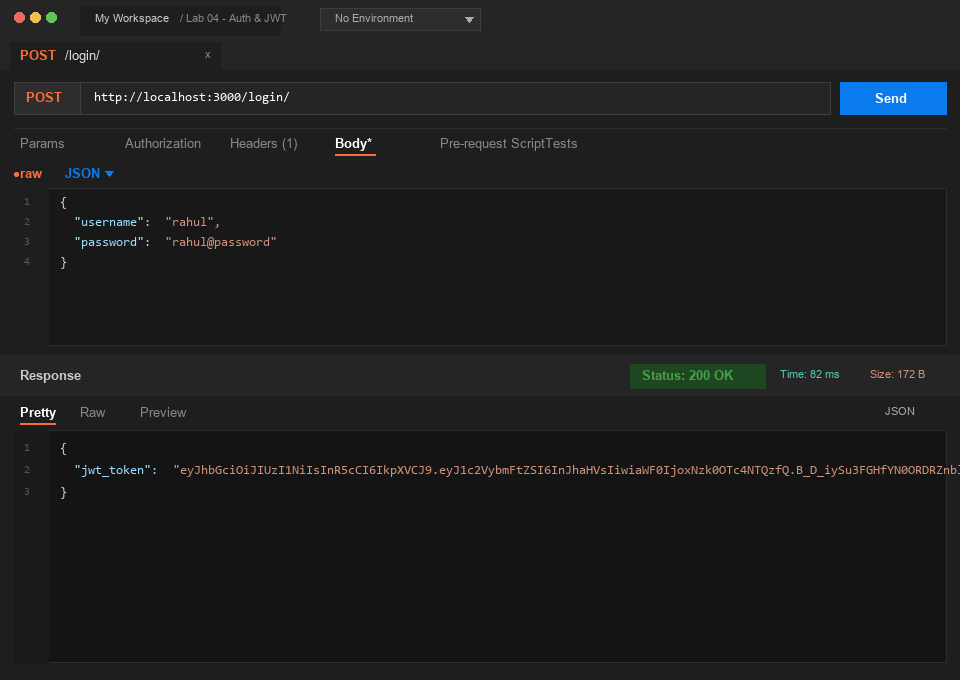 My Workspace / Lab 04 - Auth & JWT No Environment
POST /login/ x
POST http://localhost:3000/login/ Send
Params Authorization Headers (1) Body* Pre-request Script Tests
raw JSON
1 {
2 "username": "rahul",
3 "password": "rahul@password"
4 }
Response Status: 200 OK Time: 82 ms Size: 172 B
Pretty Raw Preview JSON
1 {
2 "jwt_token": "eyJhbGciOiJIUzI1NiIsInR5cCI6IkpXVCJ9.eyJ1c2VybmFtZSI6InJhaHVsIiwiaWF0IjoxNzk0OTc4NTQzfQ.B_D_iySu3FGHfYN0ORDRZnbl
3 }